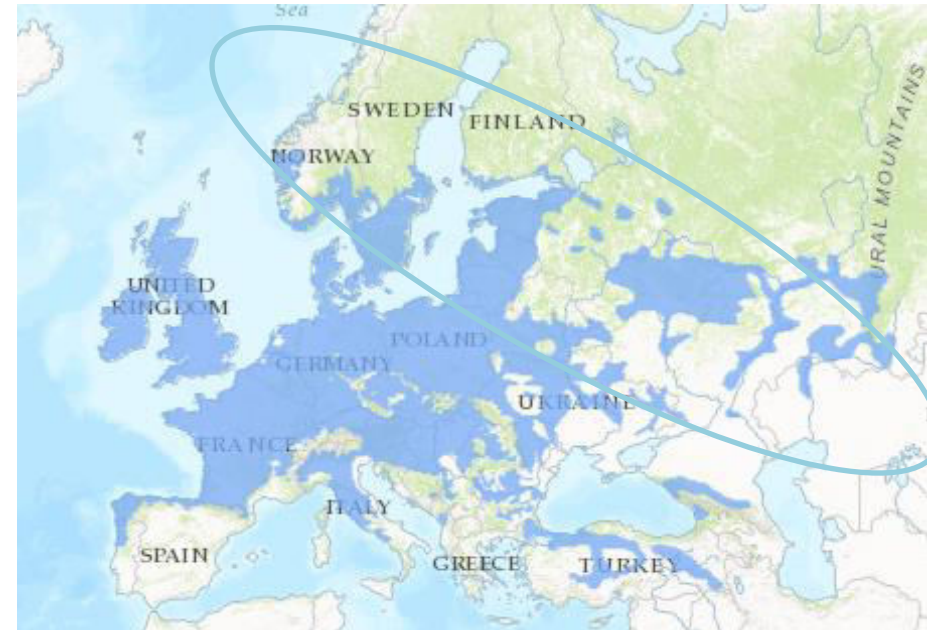 Sea
SWEDEN
FINLAND
NORWAY
URAL MOUNTAINS
UNITED
KINGDOM
POLAND
GERMANY
UKRAINE
FRANCE
ITALY
SPAIN
GREECE
TURKEY